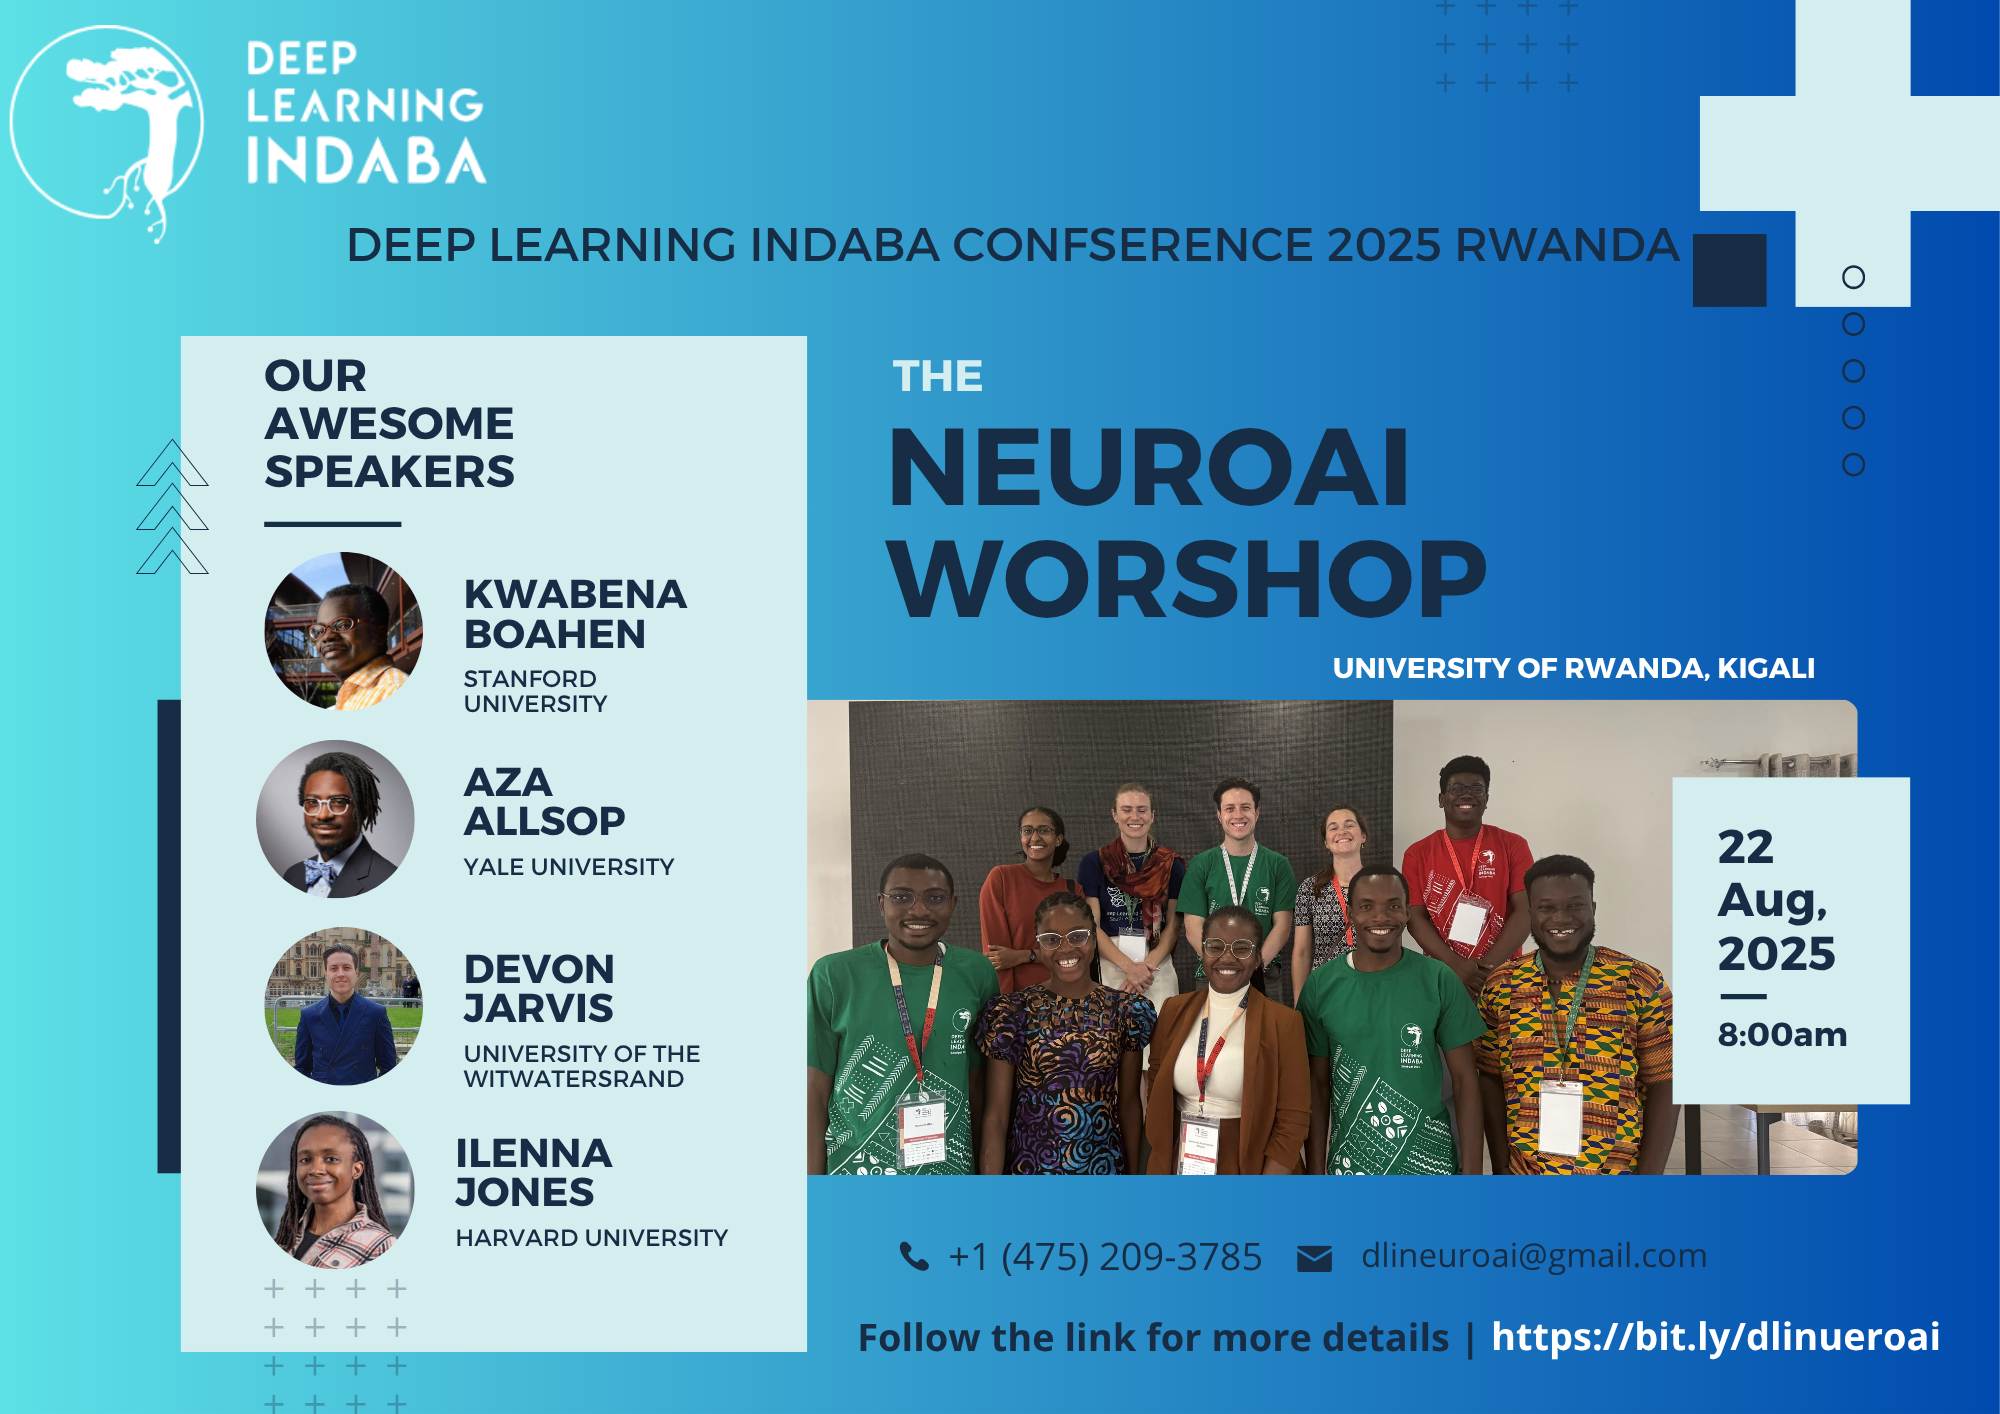 DEEP
LEARNING
INDABA
DEEP LEARNING INDABA CONFSERENCE 2025 RWANDA
OUR
AWESOME
SPEAKERS
KWABENA
BOAHEN
STANFORD
UNIVERSITY
AZA
ALLSOP
YALE UNIVERSITY
DEVON
JARVIS
UNIVERSITY OF THE
WITWATERSRAND
ILENNA
JONES
HARVARD UNIVERSITY
THE
NEUROAI
WORSHOP
UNIVERSITY OF RWANDA, KIGALI
DEEP
LEARNING
INDABA
22
Aug,
2025
8:00am
+1 (475) 209-3785
dlineuroai@gmail.com
Follow the link for more details | https://bit.ly/dlinueroai